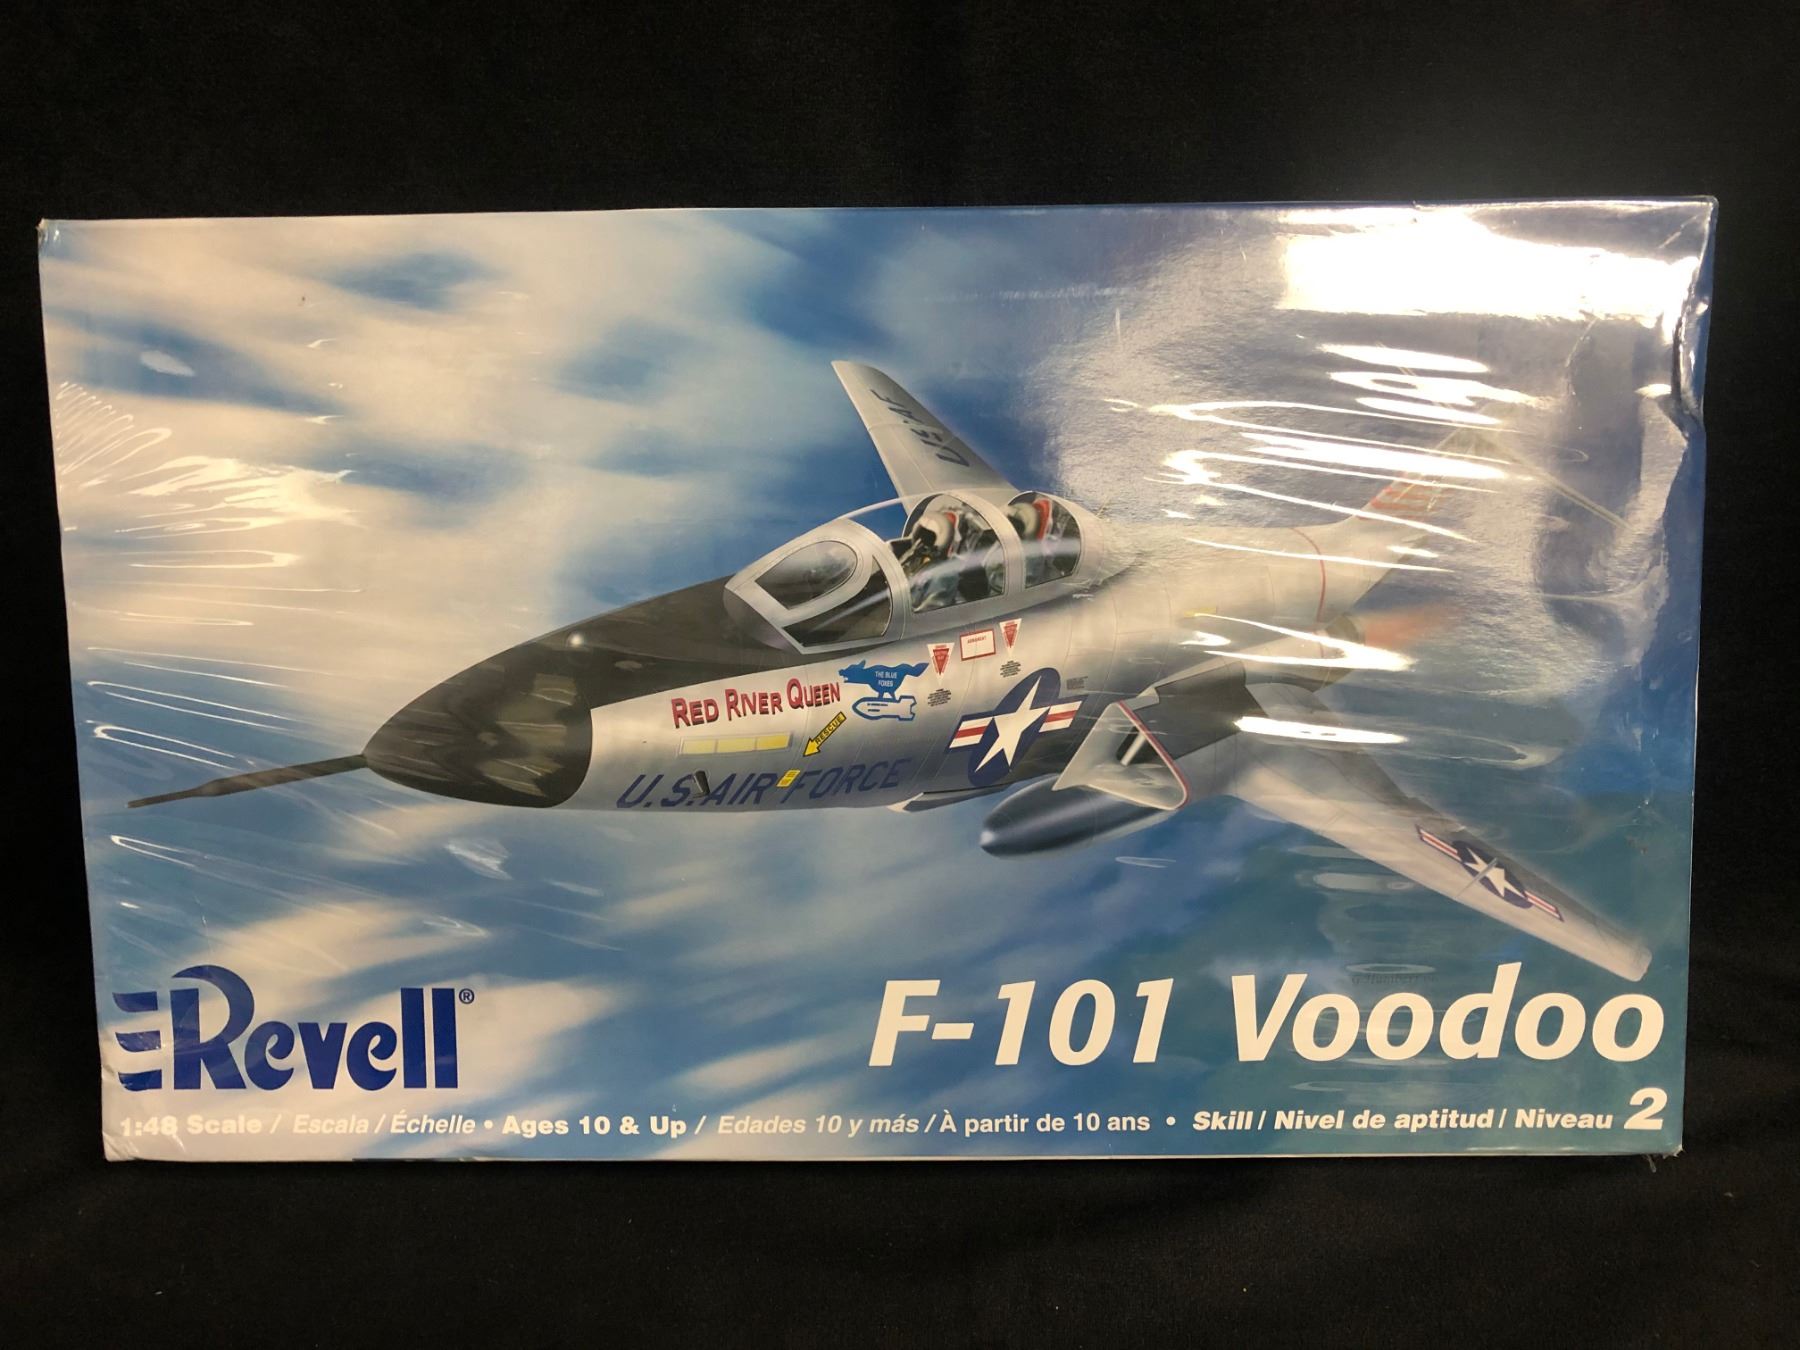 USAF
RED RIVER QUEEN
THE BLUE
FOXES
RESCUE
U.S. AIR FORCE
Revell®
F-101 Voodoo
1:48 Scale / Escala / Échelle • Ages 10 & Up / Edades 10 y más / À partir de 10 ans • Skill / Nivel de aptitud / Niveau 2